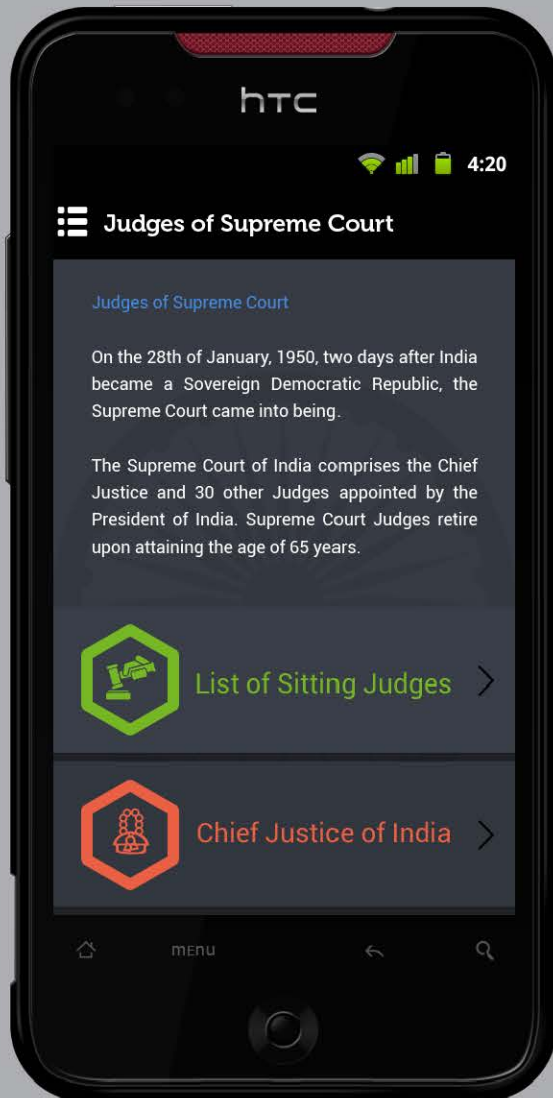 htc
4:20
Judges of Supreme Court
Judges of Supreme Court
On the 28th of January, 1950, two days after India
became a Sovereign Democratic Republic, the
Supreme Court came into being.
The Supreme Court of India comprises the Chief
Justice and 30 other Judges appointed by the
President of India. Supreme Court Judges retire
upon attaining the age of 65 years.
List of Sitting Judges
Chief Justice of India
menu